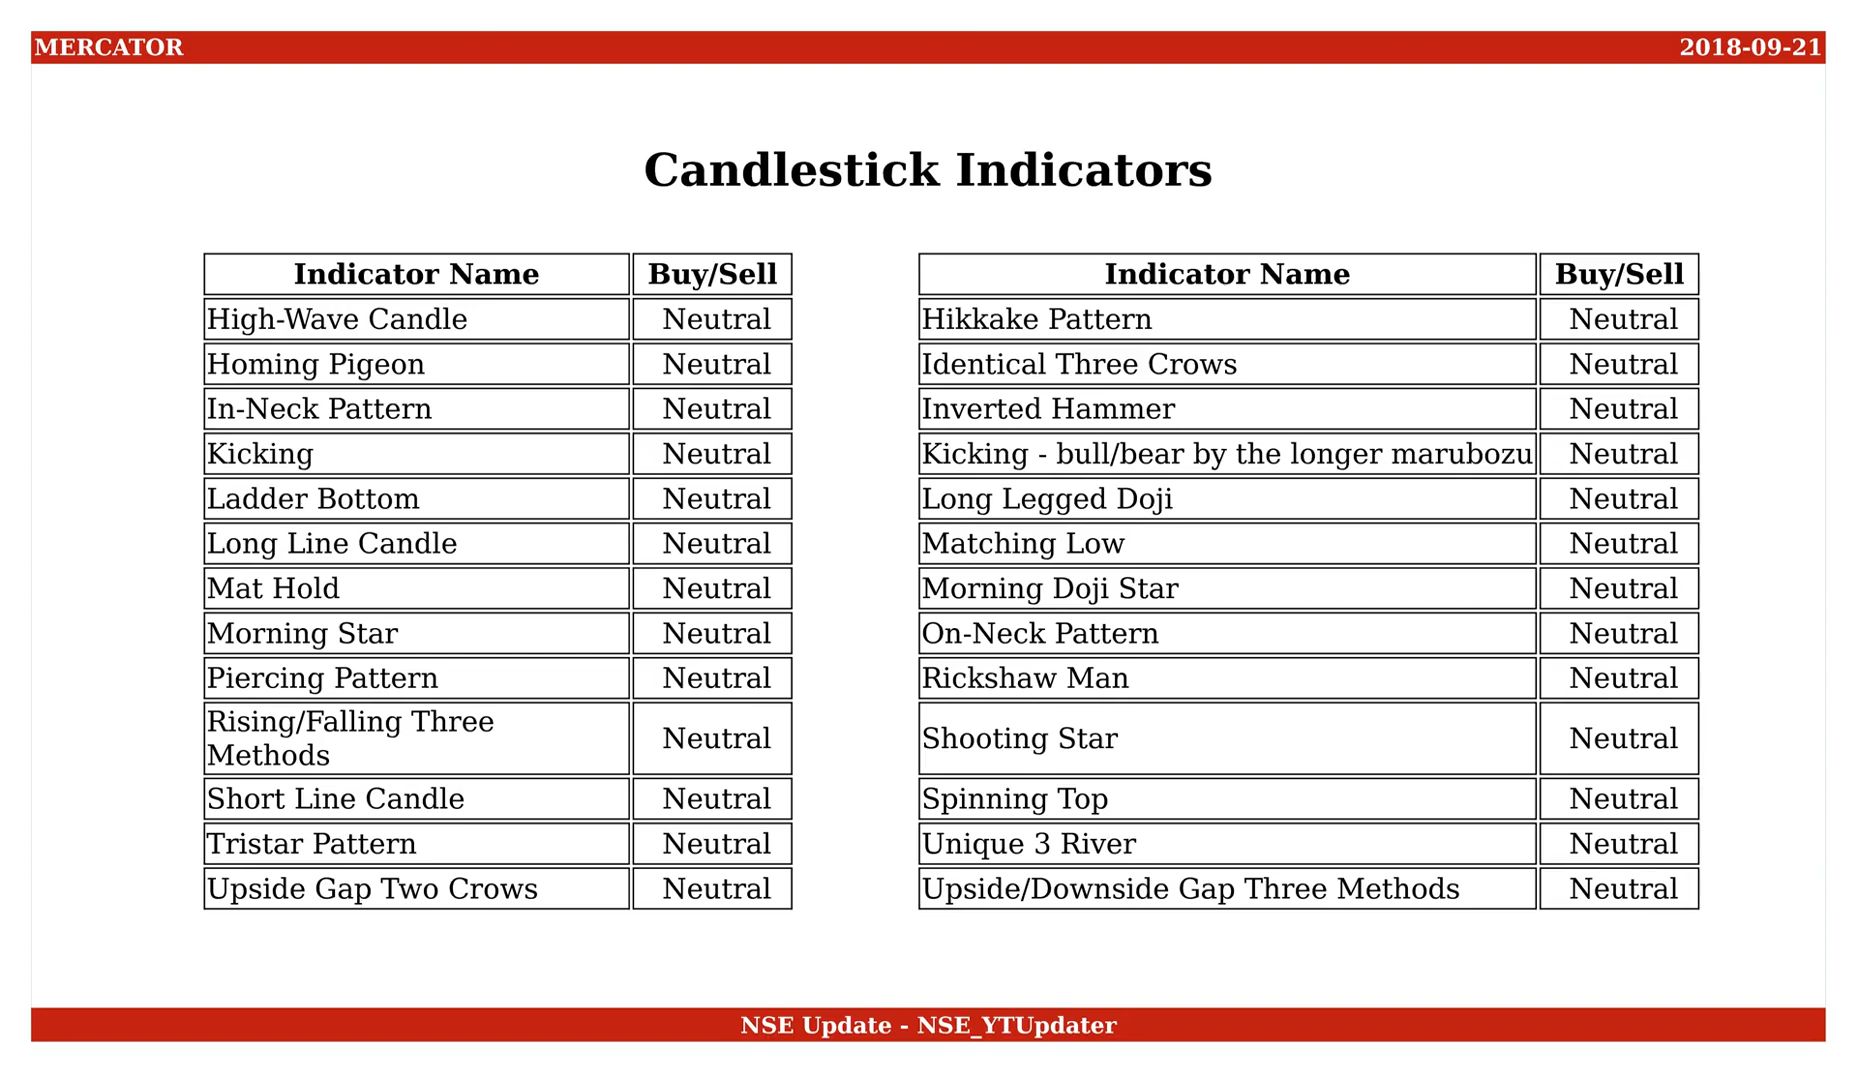 MERCATOR 2018-09-21
Candlestick Indicators
Indicator Name Buy/Sell Indicator Name Buy/Sell
High-Wave Candle Neutral Hikkake Pattern Neutral
Homing Pigeon Neutral Identical Three Crows Neutral
In-Neck Pattern Neutral Inverted Hammer Neutral
Kicking Neutral Kicking - bull/bear by the longer marubozu Neutral
Ladder Bottom Neutral Long Legged Doji Neutral
Long Line Candle Neutral Matching Low Neutral
Mat Hold Neutral Morning Doji Star Neutral
Morning Star Neutral On-Neck Pattern Neutral
Piercing Pattern Neutral Rickshaw Man Neutral
Rising/Falling Three
Methods Neutral Shooting Star Neutral
Short Line Candle Neutral Spinning Top Neutral
Tristar Pattern Neutral Unique 3 River Neutral
Upside Gap Two Crows Neutral Upside/Downside Gap Three Methods Neutral
NSE Update - NSE_YTUpdater